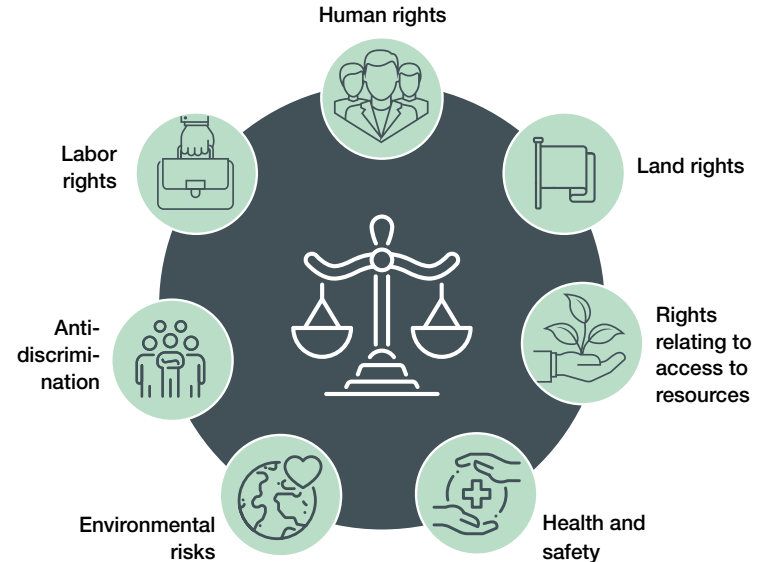 Human rights
Land rights
Rights
relating to
access to
resources
Health and
safety
Environmental
risks
Anti-
discrimi-
nation
Labor
rights